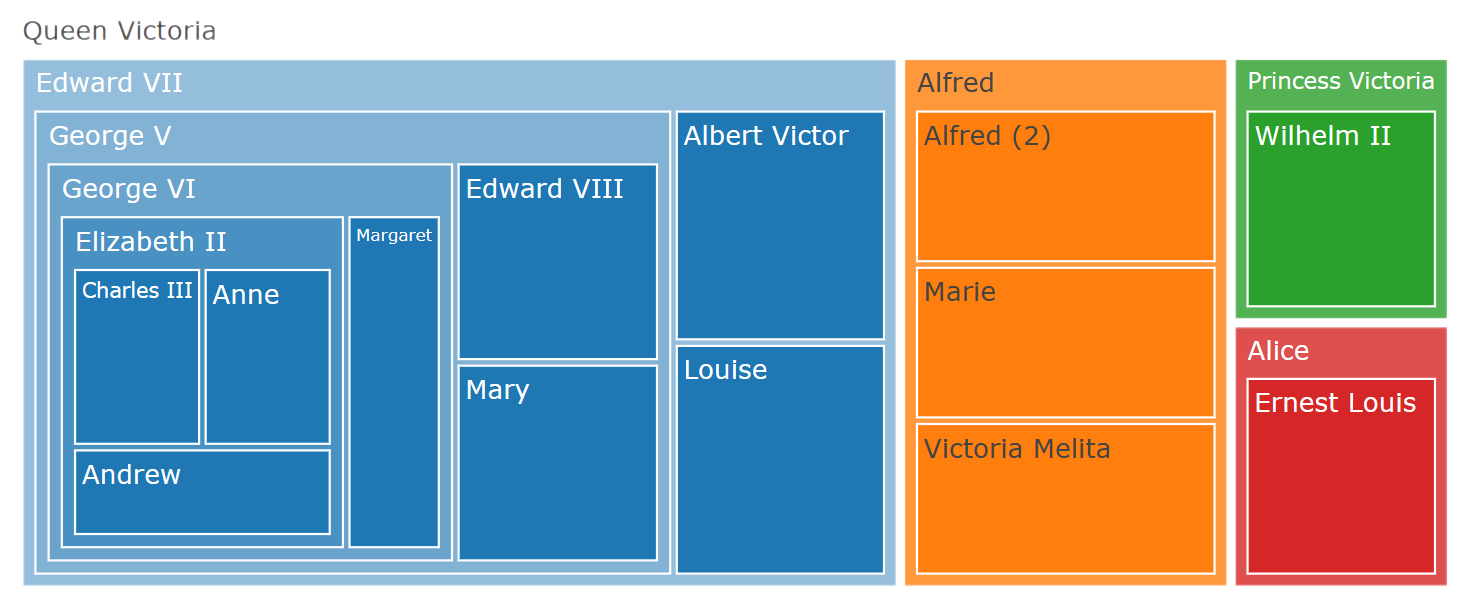 Queen Victoria
Edward VII
George V
George VI
Elizabeth II
Charles III
Anne
Andrew
Margaret
Edward VIII
Mary
Albert Victor
Louise
Alfred
Alfred (2)
Marie
Victoria Melita
Princess Victoria
Wilhelm II
Alice
Ernest Louis